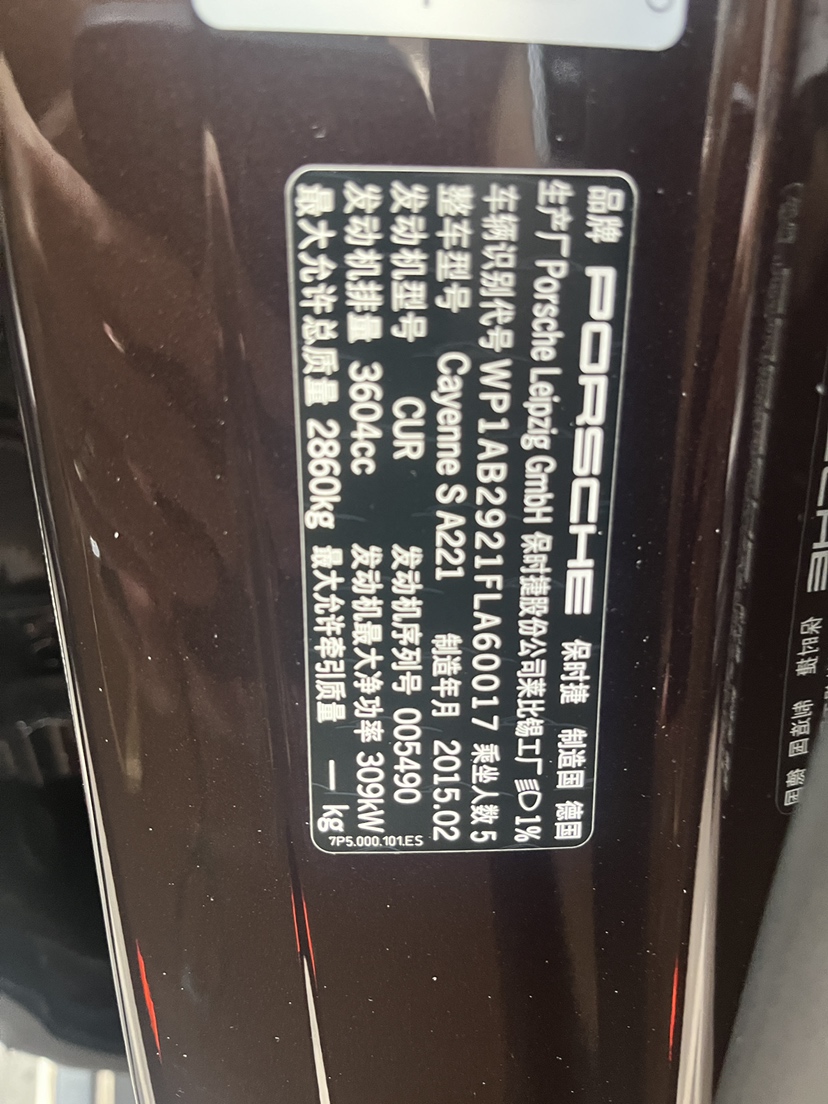 品牌 PORSCHE 保时捷 制造国 德国
生产厂 Porsche Leipzig GmbH 保时捷股份公司莱比锡工厂 1%
车辆识别代号 WP1AB2921FLA60017 乘坐人数 5
整车型号 Cayenne S A221 制造年月 2015.02
发动机型号 CUR 发动机序列号 005490
发动机排量 3604cc 发动机最大净功率 309kW
最大允许总质量 2860kg 最大允许牵引质量 — kg
7P5.000.101.ES